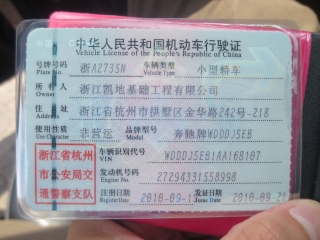 中华人民共和国机动车行驶证
Vehicle License of the People's Republic of China
号牌号码 浙A2735N 车辆类型 小型轿车
Plate No. Vehicle Type
所有人 浙江凯地基础工程有限公司
Owner
住址 浙江省杭州市拱墅区金华路242号-218
Address
使用性质 非营运 品牌型号 奔驰牌WDDDJ5EB
Use Character Model
浙江省杭州 车辆识别代号 WDDDJ5EB1AA168107
VIN
市公安局交 发动机号码 27294331558998
Engine No.
通警察支队 注册日期 2010-09- 发证日期 2010-09-21
Register Date Issue Date